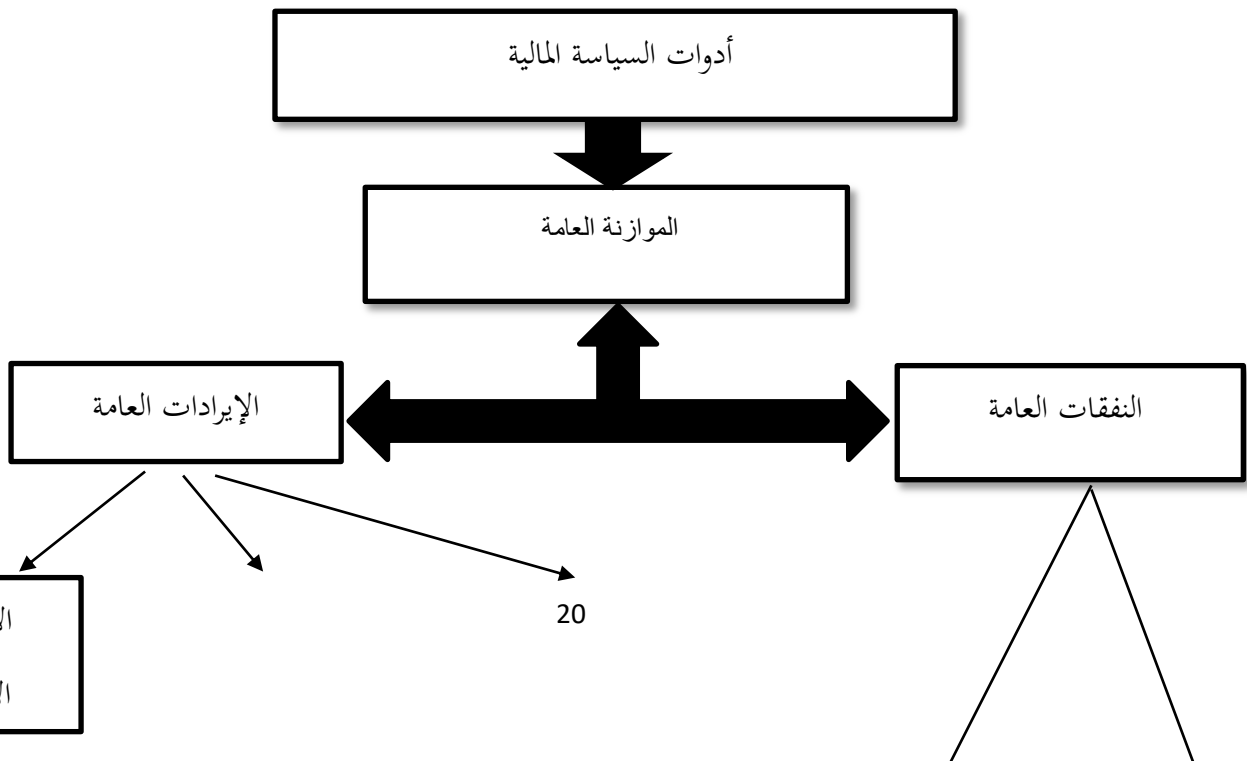 أدوات السياسة المالية
الموازنة العامة
النفقات العامة
الإيرادات العامة
20